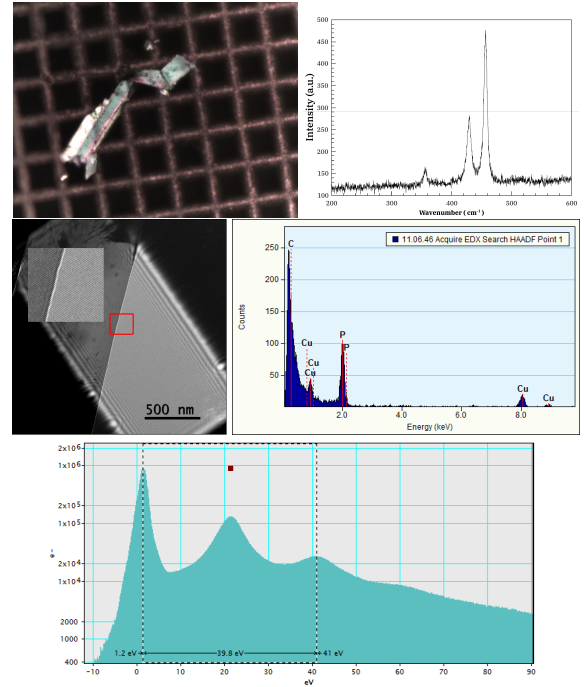 500
450
400
350
300
250
200
150
100
200
300
400
500
600
Intensity (a.u.)
Wavenumber (cm⁻¹)
500 nm
11.06.46 Acquire EDX Search HAADF Point 1
C
Cu
Cu
Cu
P
P
Cu
Cu
250
200
150
100
50
Counts
2.0
4.0
6.0
8.0
Energy (keV)
2x10⁶
1x10⁶
2x10⁵
1x10⁵
2x10⁴
1x10⁴
2000
1000
400
e-
1.2 eV
39.8 eV
41 eV
-10
0
10
20
30
40
50
60
70
80
90
eV